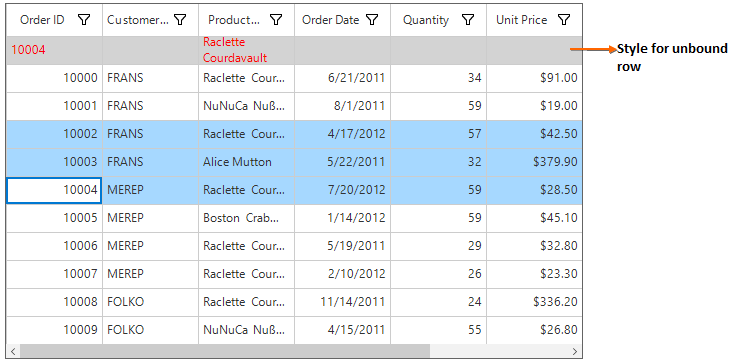 Order ID Customer... Product... Order Date Quantity Unit Price
10004 Raclette Courdavault
Style for unbound row
10000 FRANS Raclette Cour... 6/21/2011 34 $91.00
10001 FRANS NuNuCa Nuß... 8/1/2011 59 $19.00
10002 FRANS Raclette Cour... 4/17/2012 57 $42.50
10003 FRANS Alice Mutton 5/22/2011 32 $379.90
10004 MEREP Raclette Cour... 7/20/2012 59 $28.50
10005 MEREP Boston Crab... 1/14/2012 59 $45.10
10006 MEREP Raclette Cour... 5/19/2011 29 $32.80
10007 MEREP Raclette Cour... 2/10/2012 26 $23.30
10008 FOLKO Raclette Cour... 11/14/2011 24 $336.20
10009 FOLKO NuNuCa Nuß... 4/15/2011 55 $26.80